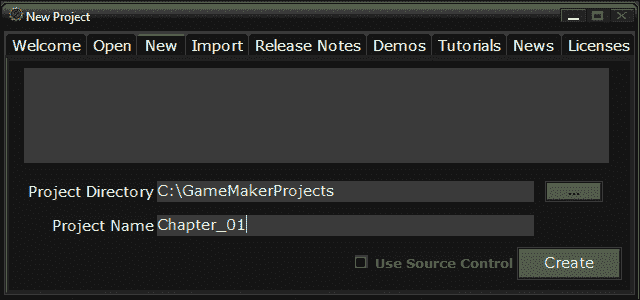 New Project
Welcome Open New Import Release Notes Demos Tutorials News Licenses
Project Directory C:\GameMakerProjects ...
Project Name Chapter_01
Use Source Control Create